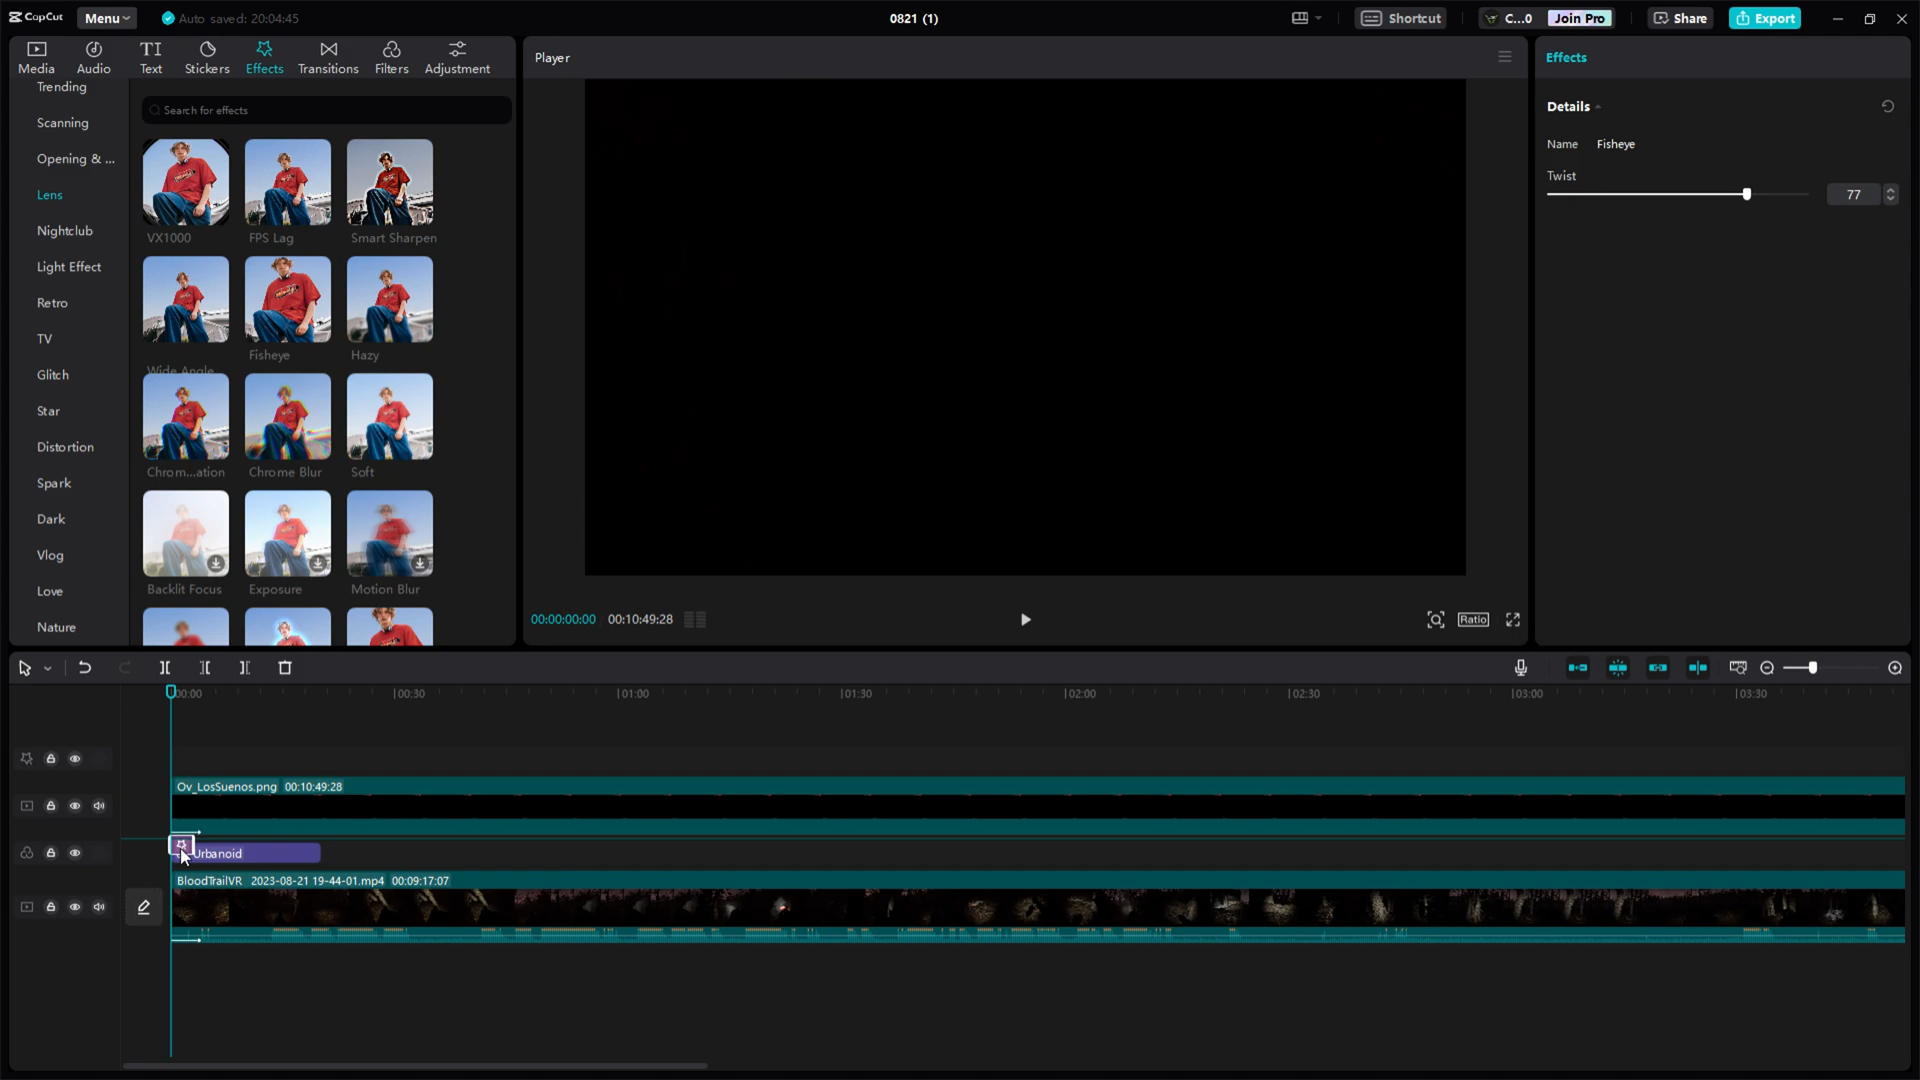 CapCut
Menu
Auto saved: 20:04:45
0821 (1)
Shortcut
C...0
Join Pro
Share
Export
Media
Audio
TI
Text
Stickers
Effects
Transitions
Filters
Adjustment
Trending
Scanning
Opening & ...
Lens
Nightclub
Light Effect
Retro
TV
Glitch
Star
Distortion
Spark
Dark
Vlog
Love
Nature
Search for effects
VX1000
FPS Lag
Smart Sharpen
Wide Angle
Fisheye
Hazy
Chrom...ation
Chrome Blur
Soft
Backlit Focus
Exposure
Motion Blur
Player
00:00:00:00
00:10:49:28
Ratio
Effects
Details
Name Fisheye
Twist
77
00:00
00:30
01:00
01:30
02:00
02:30
03:00
03:30
Ov_LosSuenos.png 00:10:49:28
Urbanoid
BloodTrailVR 2023-08-21 19-44-01.mp4 00:09:17:07